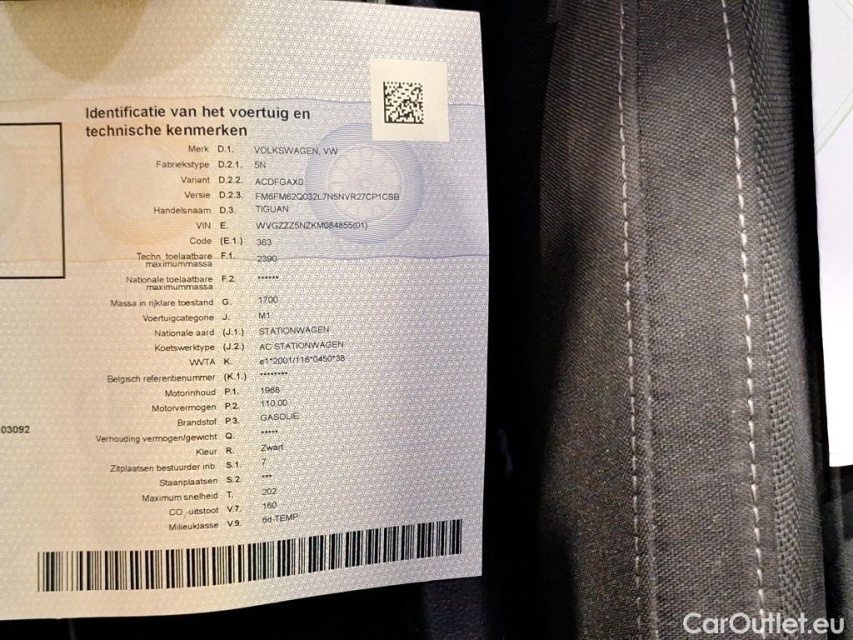 Identificatie van het voertuig en
technische kenmerken
Merk D.1. VOLKSWAGEN, VW
Fabriekstype D.2.1. 5N
Variant D.2.2. ACDFGAX0
Versie D.2.3. FM6FM62Q032L7N5NVR27CP1CSB
Handelsnaam D.3. TIGUAN
VIN E. WVGZZZ5NZKM084855(01)
Code (E.1.) 363
Techn. toelaatbare F.1. 2390
maximummassa
Nationale toelaatbare F.2. ******
maximummassa
Massa in rijklare toestand G. 1700
Voertuigcategorie J. M1
Nationale aard (J.1.) STATIONWAGEN
Koetswerktype (J.2.) AC STATIONWAGEN
WVTA K. e1*2001/116*0450*38
Belgisch referentienummer (K.1.) ********
Motorinhoud P.1. 1968
Motorvermogen P.2. 110.00
Brandstof P.3. GASOLIE
03092
Verhouding vermogen/gewicht Q. *****
Kleur R. Zwart
Zitplaatsen bestuurder inb. S.1. 7
Staanplaatsen S.2. ***
Maximum snelheid T. 202
CO₂-uitstoot V.7. 160
Milieuklasse V.9. 6d-TEMP
CarOutlet.eu